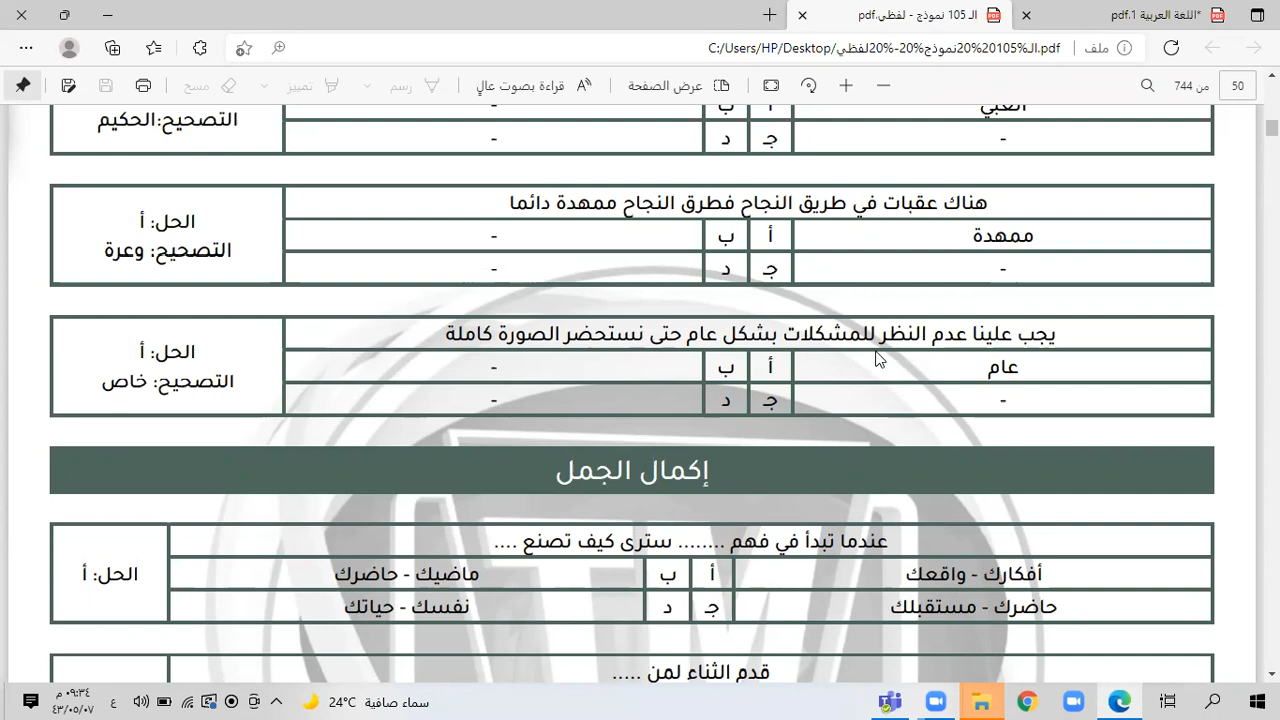 *اللغة العربية 1.pdf
الـ 105 نموذج - لفظي.pdf
ملف
C:/Users/HP/Desktop/الـ%20105%20نموذج%20-%20لفظي.pdf
50
من 744
عرض الصفحة
قراءة بصوت عالٍ
رسم
تمييز
مسح
الغبي
أ
ب
-
-
جـ
د
-
التصحيح:الحكيم
هناك عقبات في طريق النجاح فطرق النجاح ممهدة دائما
ممهدة
أ
ب
-
-
جـ
د
-
الحل: أ
التصحيح: وعرة
يجب علينا عدم النظر للمشكلات بشكل عام حتى نستحضر الصورة كاملة
عام
أ
ب
-
-
جـ
د
-
الحل: أ
التصحيح: خاص
إكمال الجمل
عندما تبدأ في فهم ........ سترى كيف تصنع ....
أفكارك - واقعك
أ
ب
ماضيك - حاضرك
حاضرك - مستقبلك
جـ
د
نفسك - حياتك
الحل: أ
قدم الثناء لمن .....
TM
سماء صافية 24°C
ع
٠٩:٣٤ م
٤٣/٠٥/٠٧